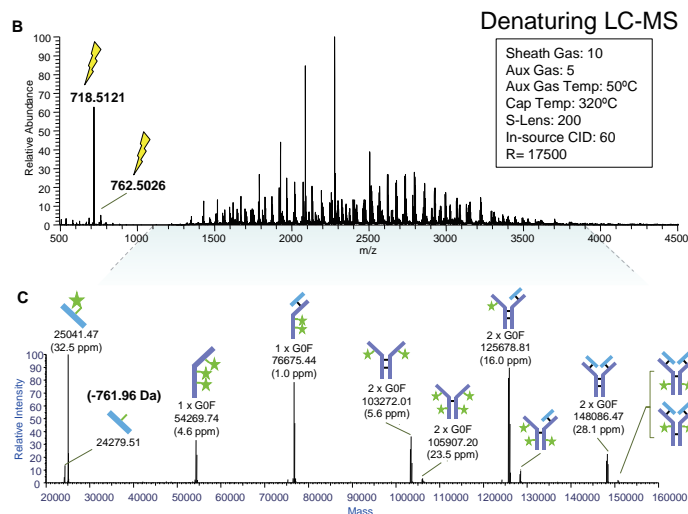 B
Denaturing LC-MS
Sheath Gas: 10
Aux Gas: 5
Aux Gas Temp: 50ºC
Cap Temp: 320ºC
S-Lens: 200
In-source CID: 60
R= 17500
Relative Abundance
100
90
80
70
60
50
40
30
20
10
0
718.5121
762.5026
500
1000
1500
2000
2500
3000
3500
4000
4500
m/z
C
Relative Intensity
100
90
80
70
60
50
40
30
20
10
0
25041.47
(32.5 ppm)
(-761.96 Da)
24279.51
1 x G0F
54269.74
(4.6 ppm)
1 x G0F
76675.44
(1.0 ppm)
2 x G0F
103272.01
(5.6 ppm)
2 x G0F
105907.20
(23.5 ppm)
2 x G0F
125678.81
(16.0 ppm)
2 x G0F
148086.47
(28.1 ppm)
20000
30000
40000
50000
60000
70000
80000
90000
100000
110000
120000
130000
140000
150000
160000
Mass